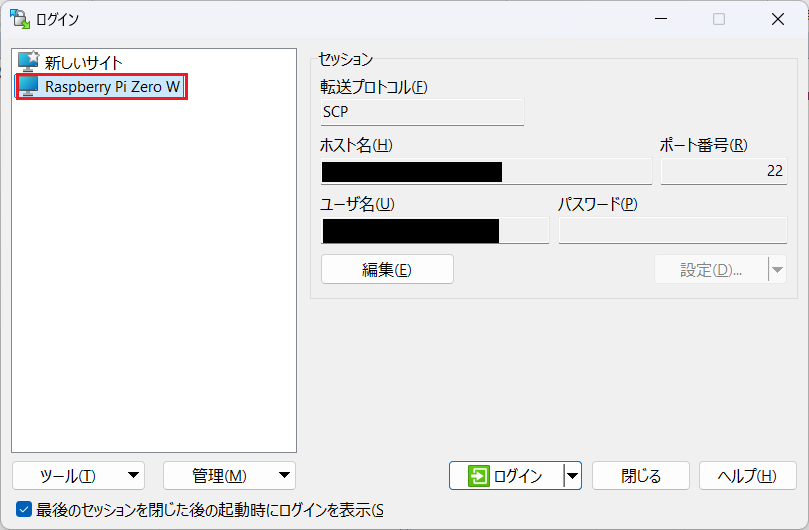 ログイン
新しいサイト
Raspberry Pi Zero W
セッション
転送プロトコル(F)
SCP
ホスト名(H) ポート番号(R)
22
ユーザ名(U) パスワード(P)
編集(E) 設定(D)...
ツール(T) 管理(M) ログイン 閉じる ヘルプ(H)
最後のセッションを閉じた後の起動時にログインを表示(S